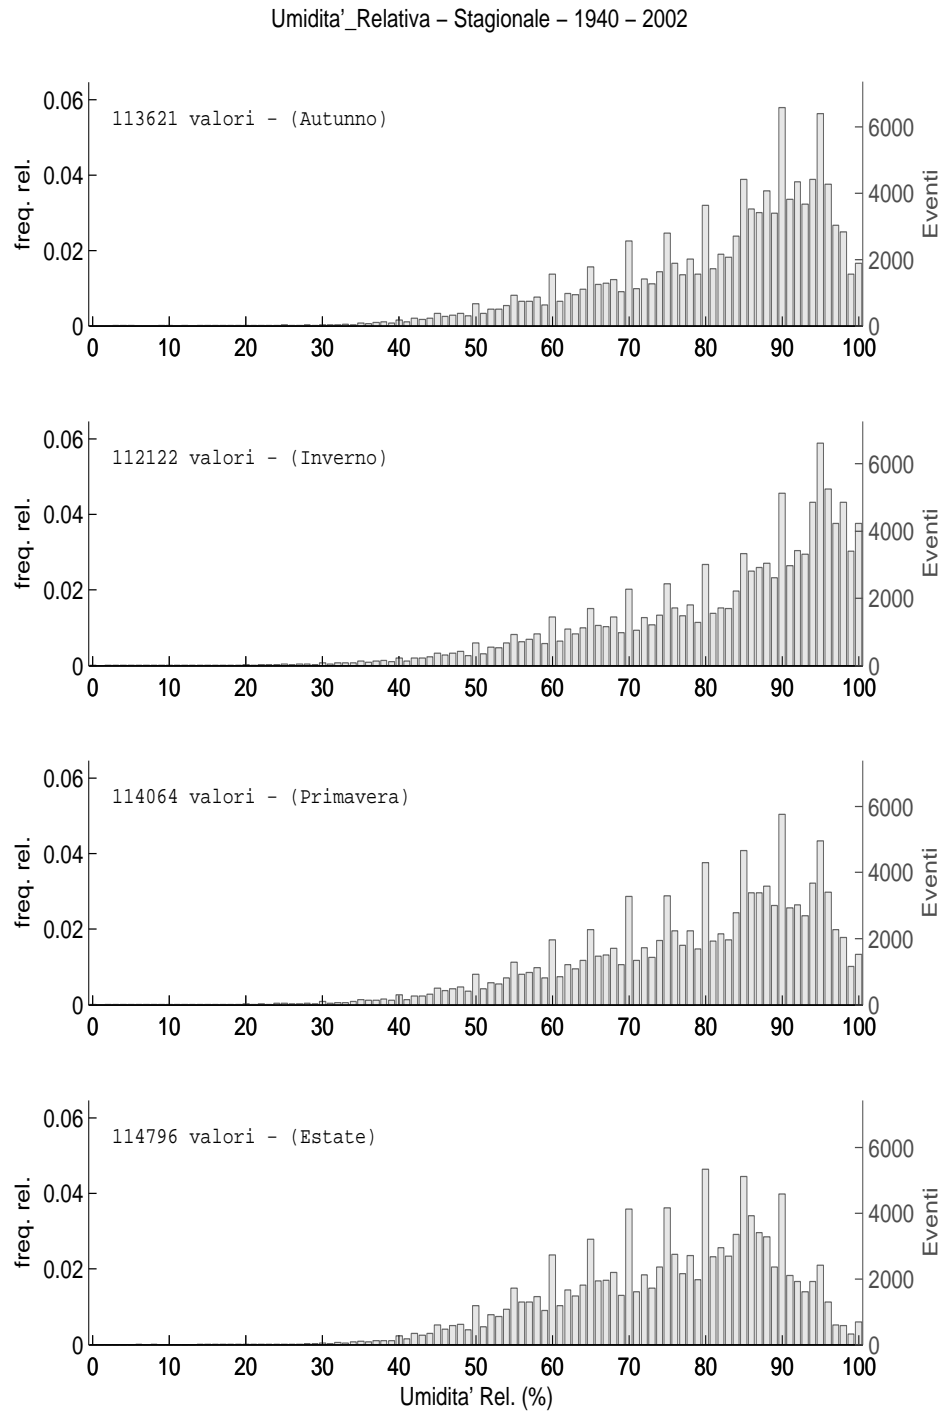 Umidita'_Relativa – Stagionale – 1940 – 2002
113621 valori – (Autunno)
freq. rel.
0.06
0.04
0.02
0
Eventi
6000
4000
2000
0
0 10 20 30 40 50 60 70 80 90 100
112122 valori – (Inverno)
freq. rel.
0.06
0.04
0.02
0
Eventi
6000
4000
2000
0
0 10 20 30 40 50 60 70 80 90 100
114064 valori – (Primavera)
freq. rel.
0.06
0.04
0.02
0
Eventi
6000
4000
2000
0
0 10 20 30 40 50 60 70 80 90 100
114796 valori – (Estate)
freq. rel.
0.06
0.04
0.02
0
Eventi
6000
4000
2000
0
0 10 20 30 40 50 60 70 80 90 100
Umidita' Rel. (%)